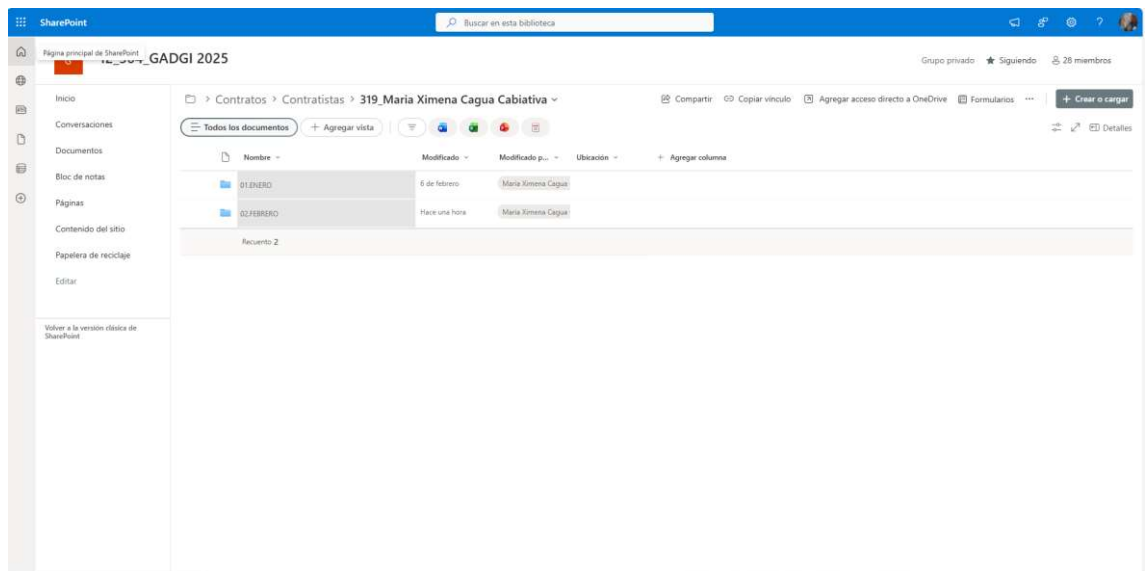 SharePoint
Buscar en esta biblioteca
?
Página principal de SharePoint
_GADGI 2025
Grupo privado ★ Siguiendo 28 miembros
Inicio
Conversaciones
Documentos
Bloc de notas
Páginas
Contenido del sitio
Papelera de reciclaje
Editar
Volver a la versión clásica de
SharePoint
> Contratos > Contratistas > 319_Maria Ximena Cagua Cabiativa
Compartir Copiar vínculo Agregar acceso directo a OneDrive Formularios ··· + Crear o cargar
Todos los documentos + Agregar vista
Detalles
Nombre Modificado Modificado p... Ubicación + Agregar columna
01.ENERO 6 de febrero Maria Ximena Cagua
02.FEBRERO Hace una hora Maria Ximena Cagua
Recuento 2